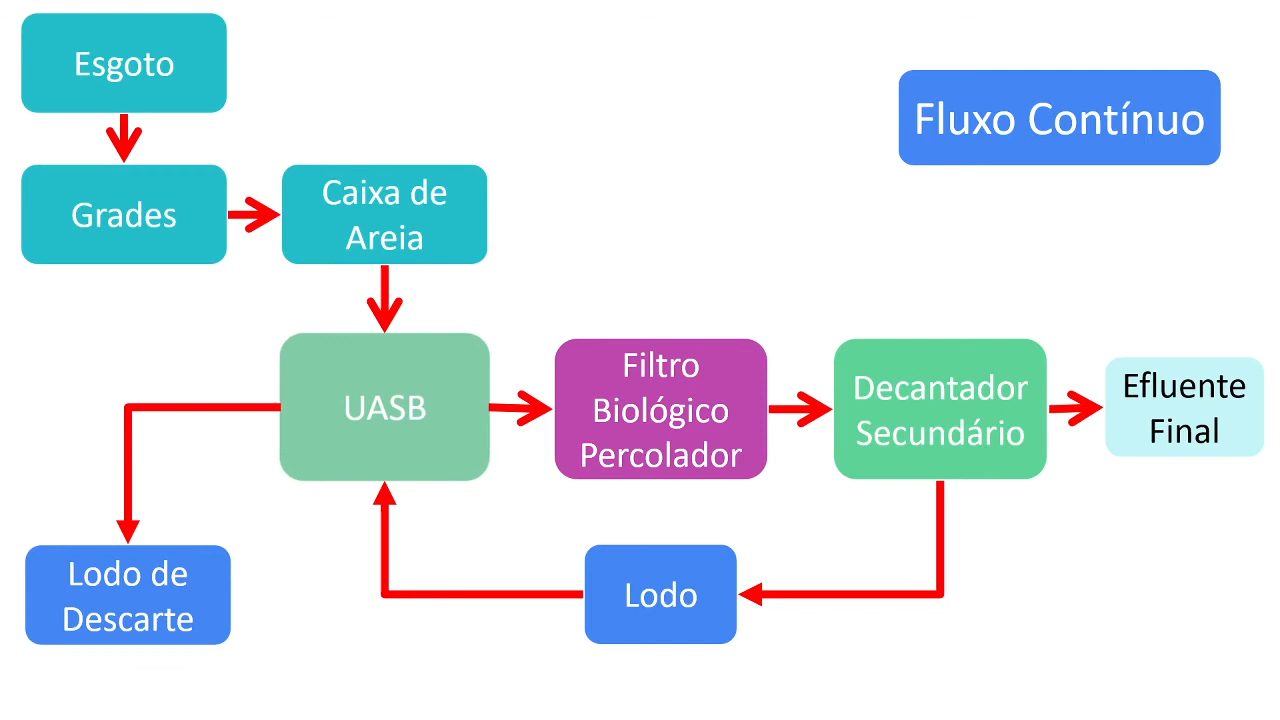 Esgoto
Fluxo Contínuo
Grades
Caixa de
Areia
UASB
Filtro
Biológico
Percolador
Decantador
Secundário
Efluente
Final
Lodo de
Descarte
Lodo